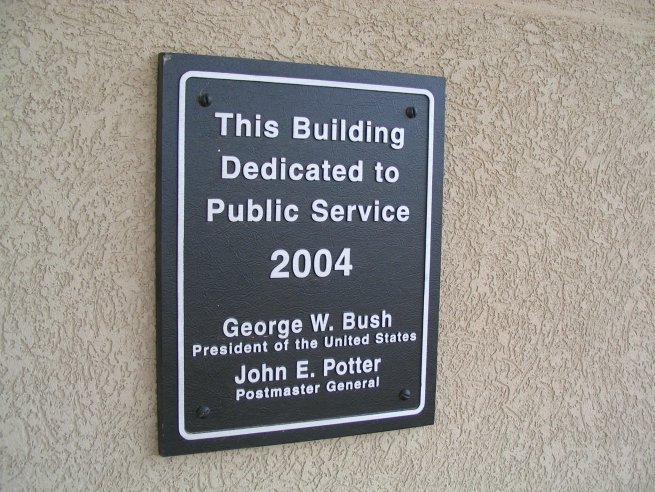 This Building
Dedicated to
Public Service
2004
George W. Bush
President of the United States
John E. Potter
Postmaster General